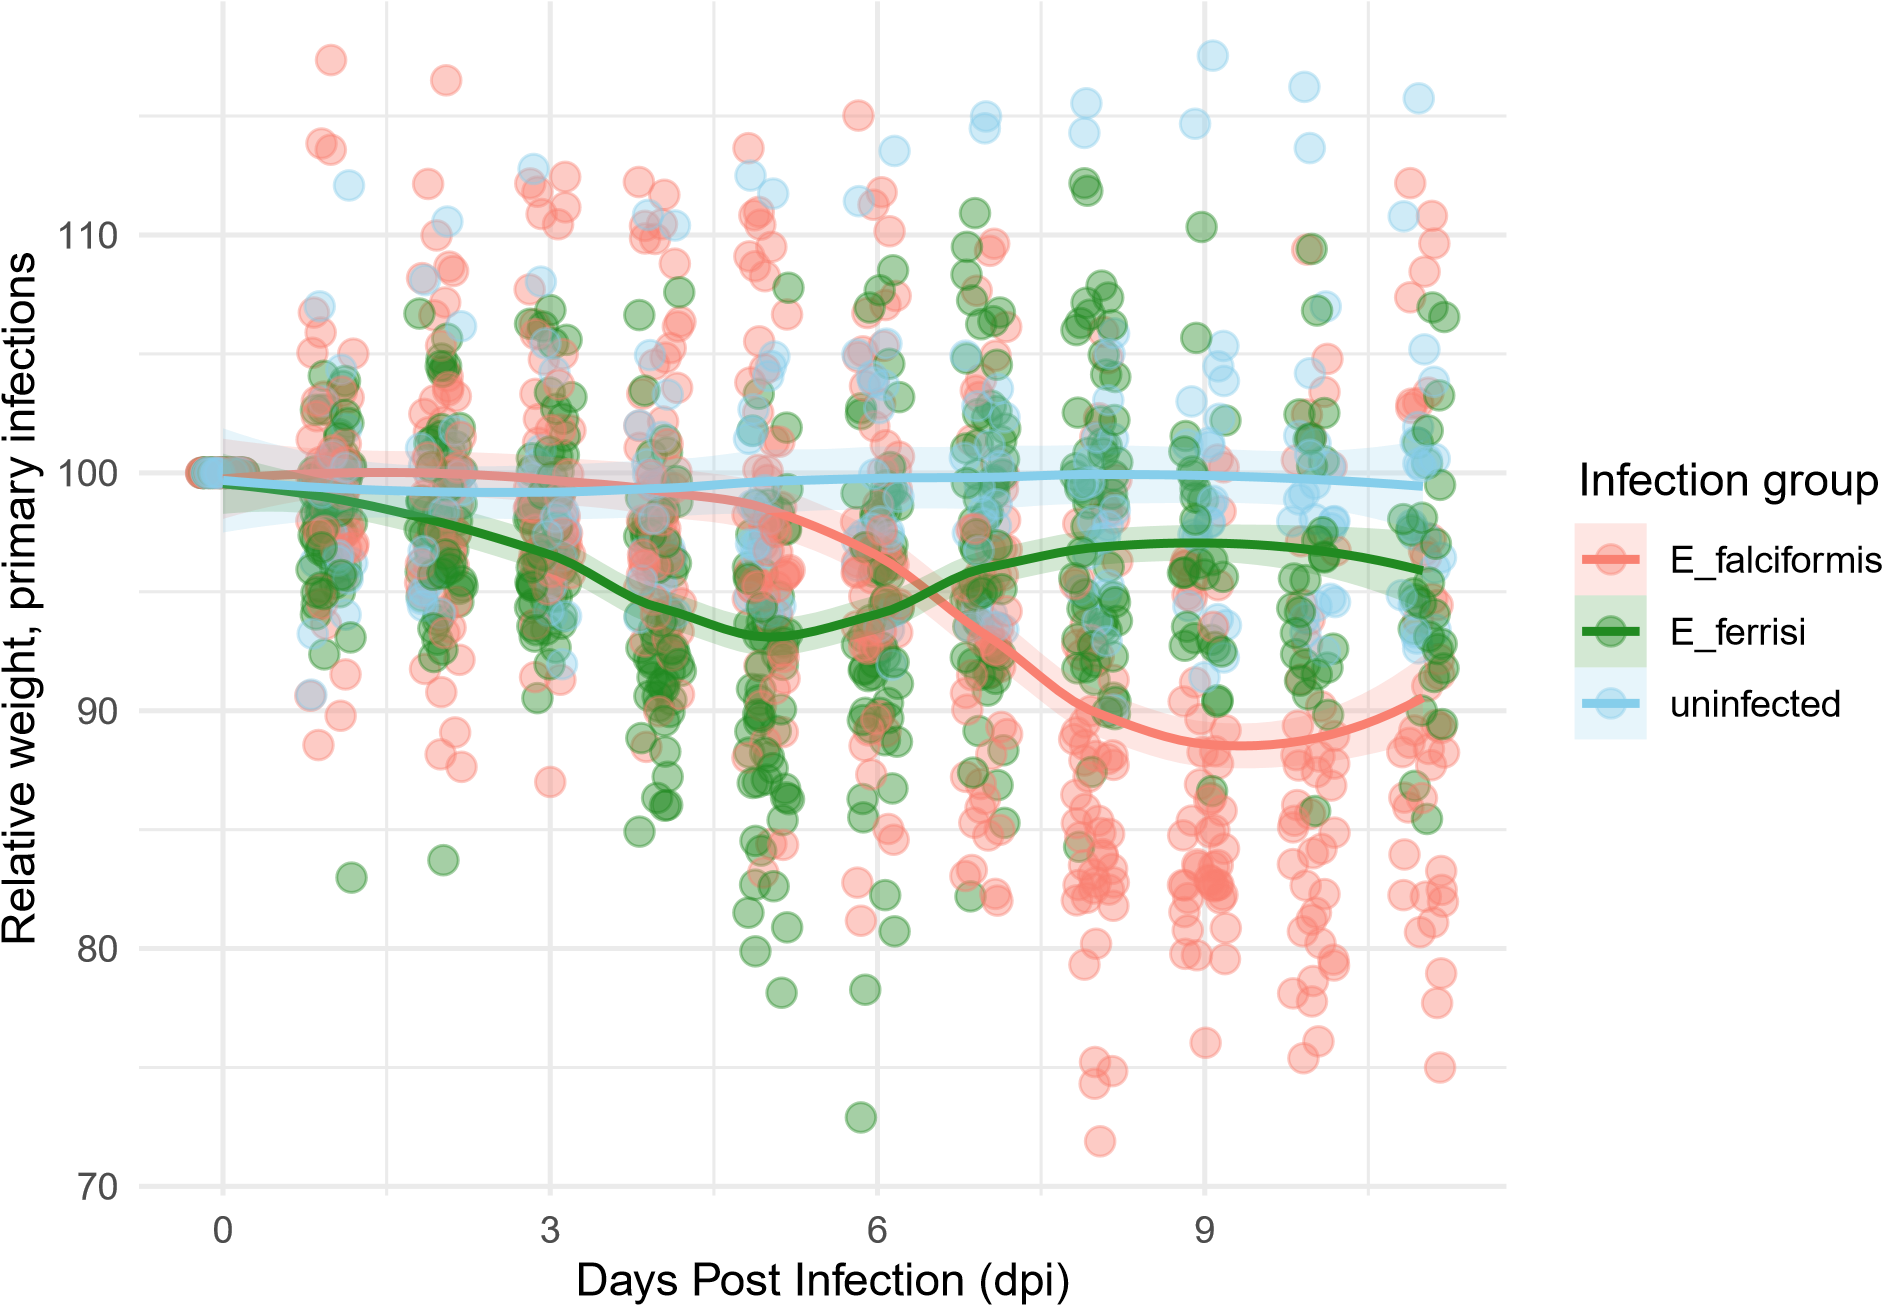 Relative weight, primary infections
110
100
90
80
70
0
3
6
9
Days Post Infection (dpi)
Infection group
E_falciformis
E_ferrisi
uninfected